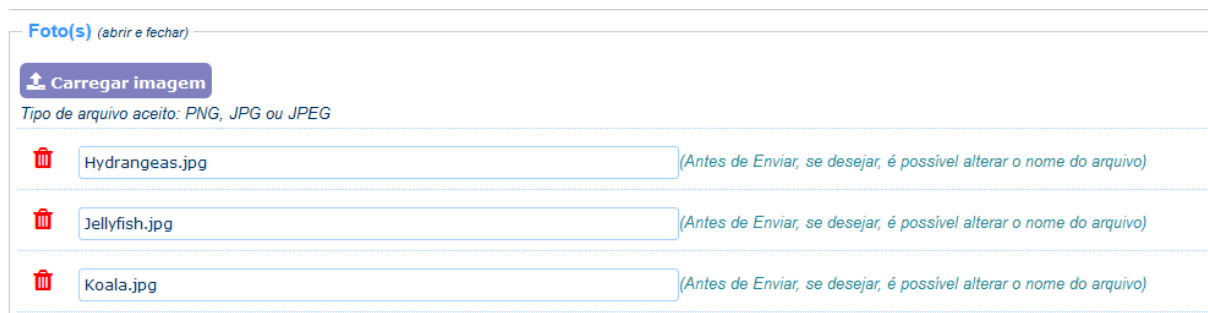 Foto(s) (abrir e fechar)
Carregar imagem
Tipo de arquivo aceito: PNG, JPG ou JPEG
Hydrangeas.jpg (Antes de Enviar, se desejar, é possível alterar o nome do arquivo)
Jellyfish.jpg (Antes de Enviar, se desejar, é possível alterar o nome do arquivo)
Koala.jpg (Antes de Enviar, se desejar, é possível alterar o nome do arquivo)